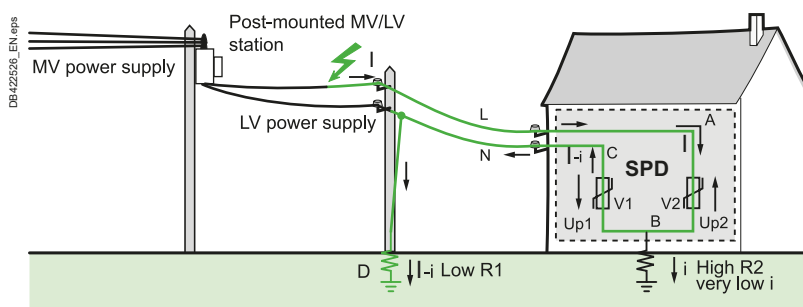 DB422526_EN.eps
Post-mounted MV/LV
station
MV power supply
I
LV power supply
L
N
A
I
I-i
C
SPD
V1
V2
Up1
B
Up2
D
I-i Low R1
i High R2
very low i